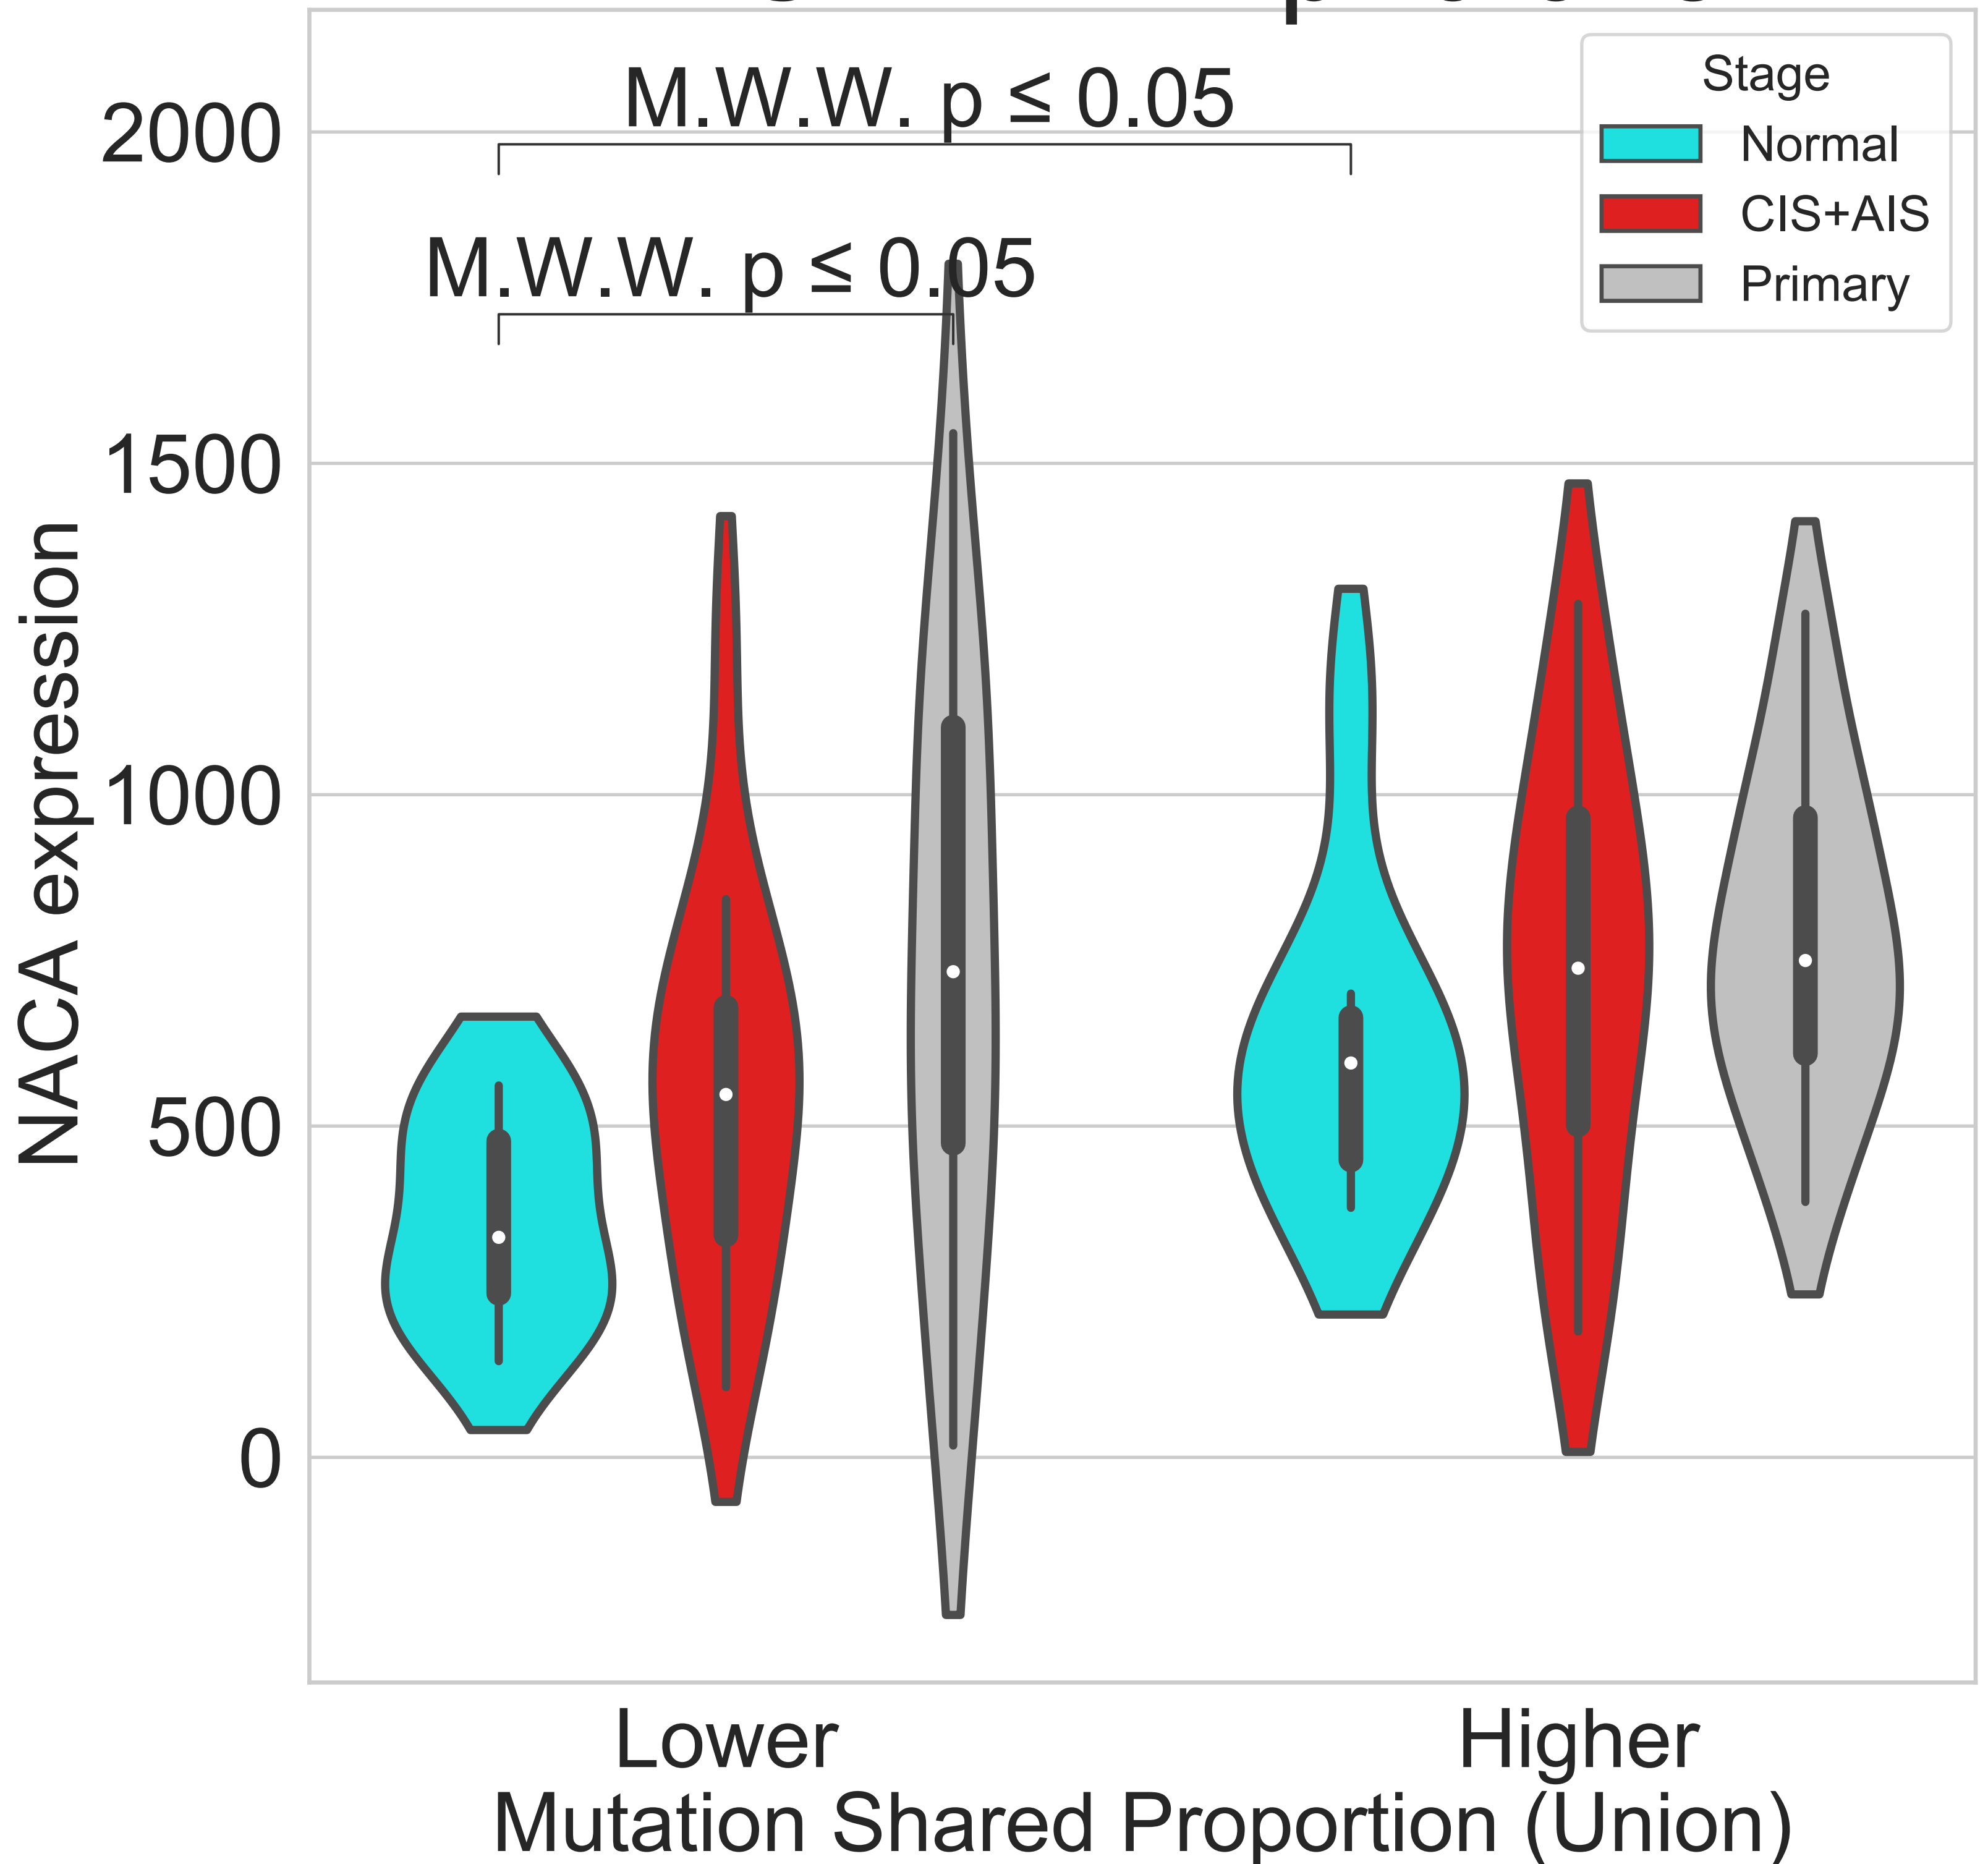 M.W.W. p ≤ 0.05
M.W.W. p ≤ 0.05
Stage
Normal
CIS+AIS
Primary
2000
1500
1000
500
0
NACA expression
Lower
Higher
Mutation Shared Proportion (Union)